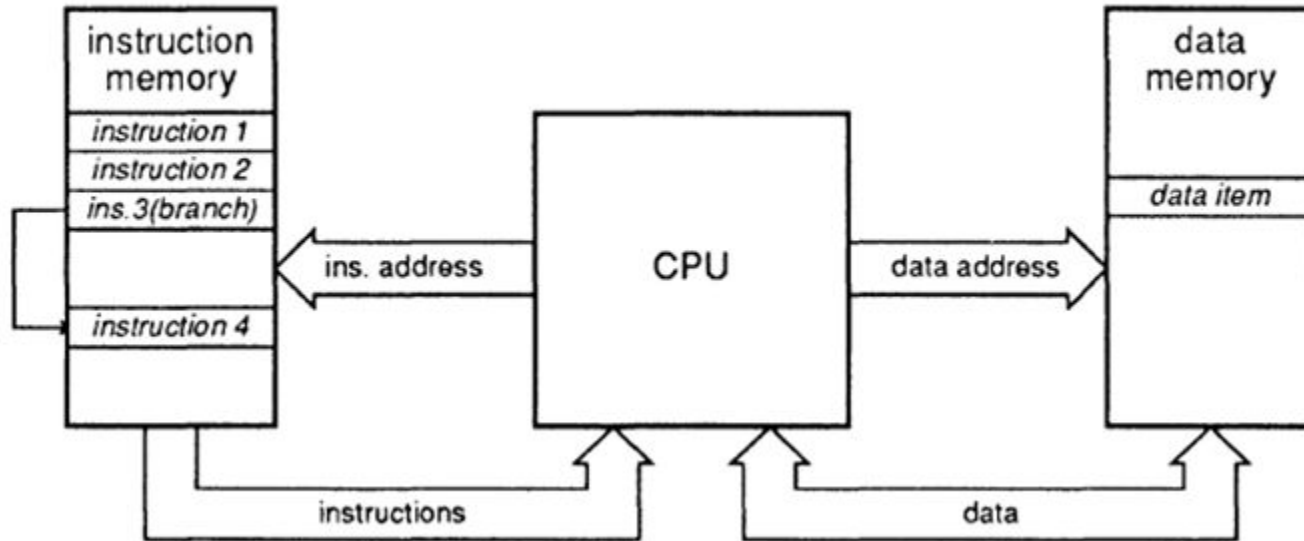 instruction
memory
instruction 1
instruction 2
ins.3(branch)
instruction 4
ins. address
CPU
data address
data
memory
data item
instructions
data